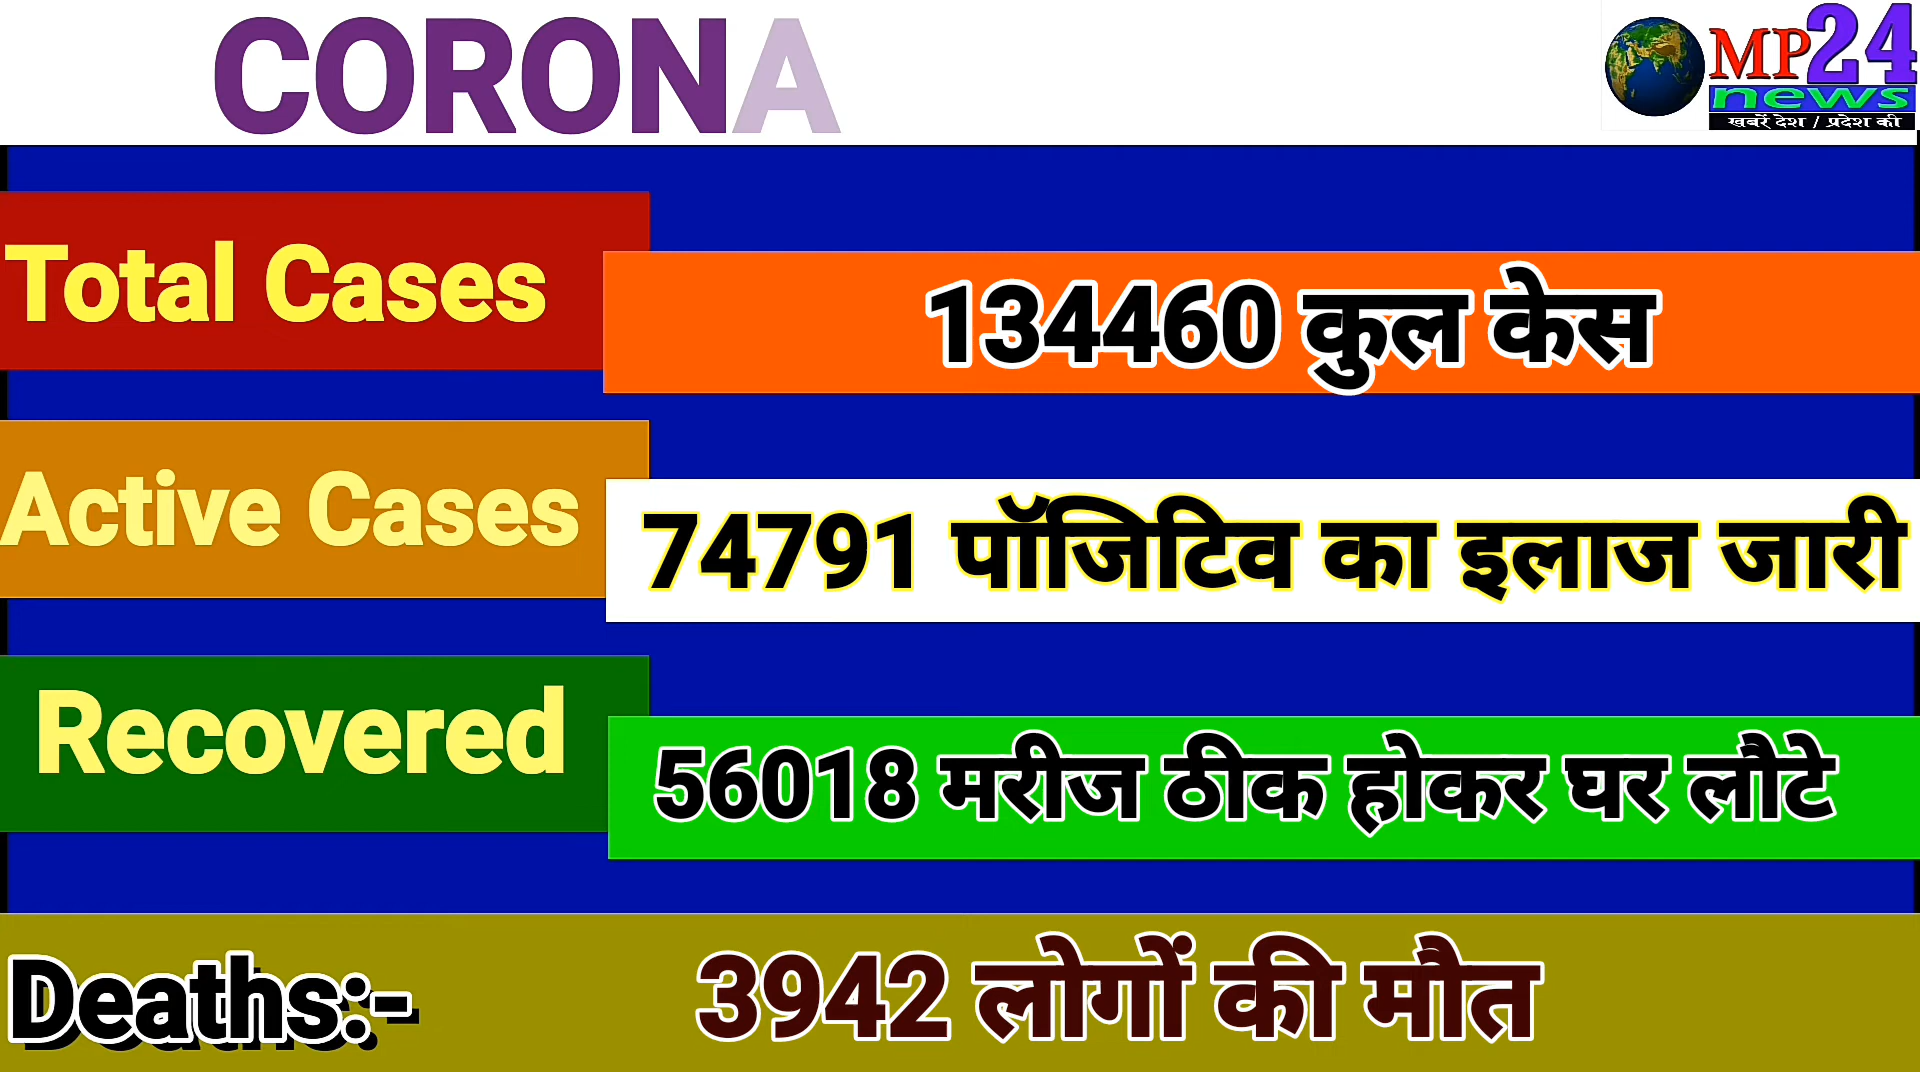 CORONA
MP24
news
खबरें देश / प्रदेश की
Total Cases
134460 कुल केस
Active Cases
74791 पॉजिटिव का इलाज जारी
Recovered
56018 मरीज ठीक होकर घर लौटे
Deaths:- 3942 लोगों की मौत